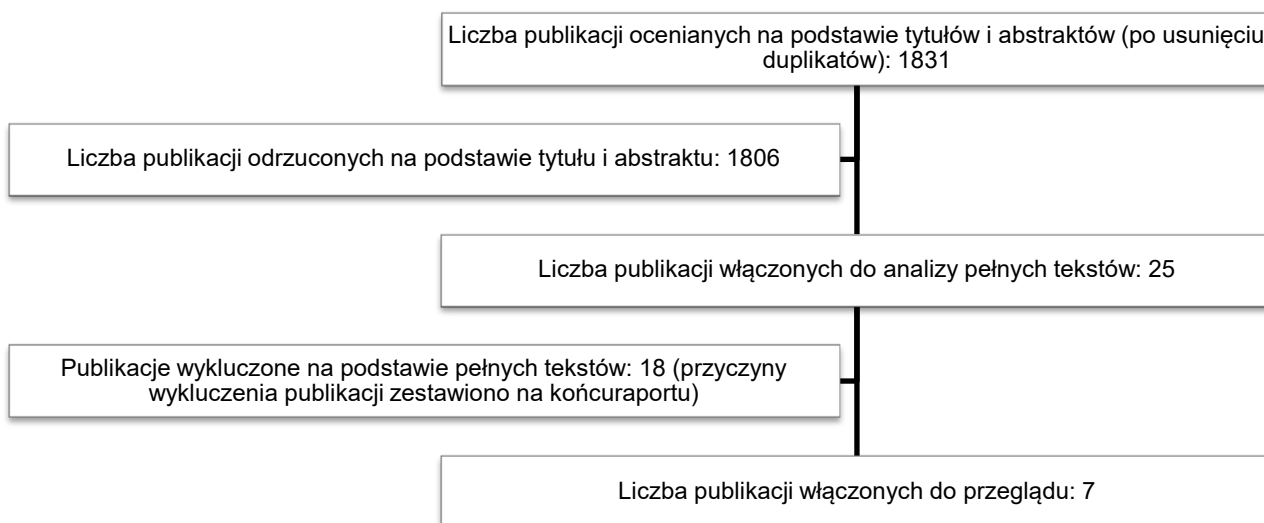 Liczba publikacji ocenianych na podstawie tytułów i abstraktów (po usunięciu
duplikatów): 1831
Liczba publikacji odrzuconych na podstawie tytułu i abstraktu: 1806
Liczba publikacji włączonych do analizy pełnych tekstów: 25
Publikacje wykluczone na podstawie pełnych tekstów: 18 (przyczyny
wykluczenia publikacji zestawiono na końcuraportu)
Liczba publikacji włączonych do przeglądu: 7